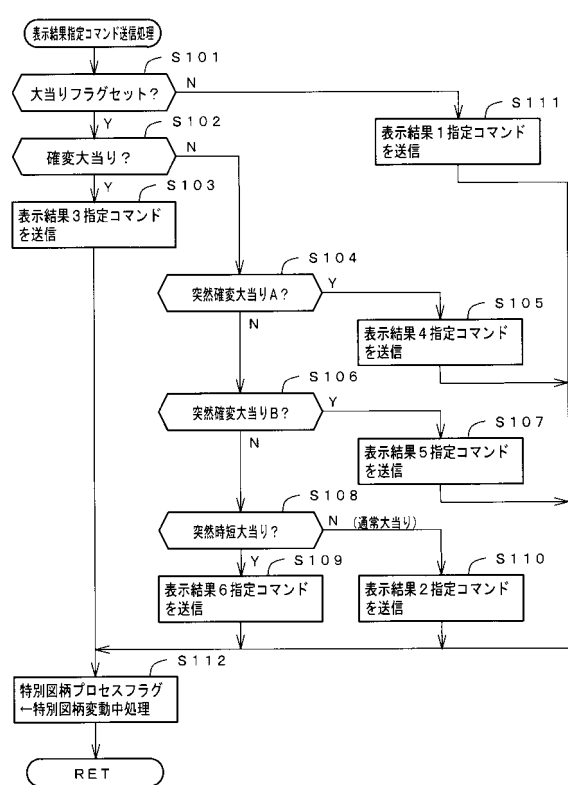 表示結果指定コマンド送信処理
S101
大当りフラグセット?
N
Y
S111
表示結果1指定コマンド
を送信
S102
確変大当り?
N
Y
S103
表示結果3指定コマンド
を送信
S104
突然確変大当りA?
Y
N
S105
表示結果4指定コマンド
を送信
S106
突然確変大当りB?
Y
N
S107
表示結果5指定コマンド
を送信
S108
突然時短大当り?
N (通常大当り)
Y
S109
表示結果6指定コマンド
を送信
S110
表示結果2指定コマンド
を送信
S112
特別図柄プロセスフラグ
←特別図柄変動中処理
RET